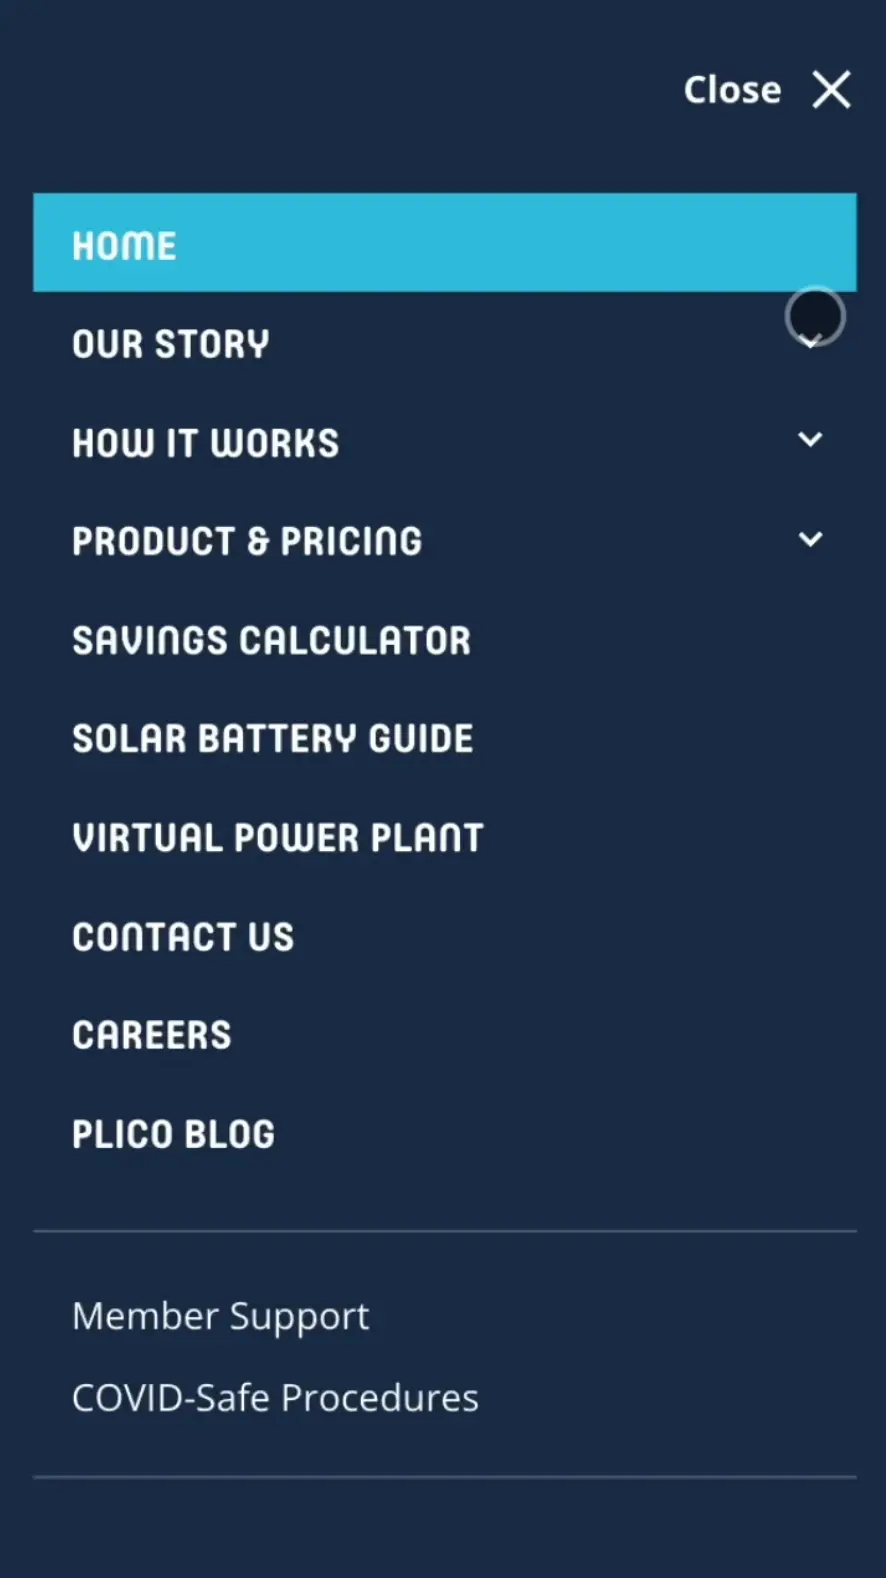 Close
HOME
OUR STORY
HOW IT WORKS
PRODUCT & PRICING
SAVINGS CALCULATOR
SOLAR BATTERY GUIDE
VIRTUAL POWER PLANT
CONTACT US
CAREERS
PLICO BLOG
Member Support
COVID-Safe Procedures